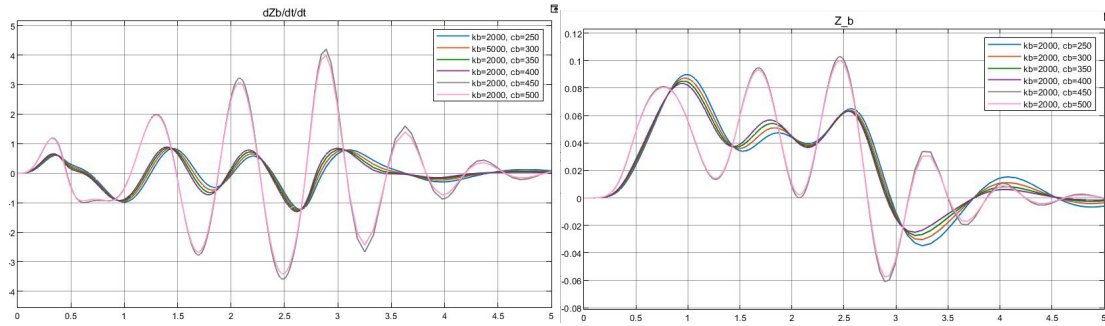 dZb/dt/dt
5
4
3
2
1
0
-1
-2
-3
-4
0 0.5 1 1.5 2 2.5 3 3.5 4 4.5 5
kb=2000, cb=250
kb=5000, cb=300
kb=2000, cb=350
kb=2000, cb=400
kb=2000, cb=450
kb=2000, cb=500
Z_b
0.12
0.1
0.08
0.06
0.04
0.02
0
-0.02
-0.04
-0.06
-0.08
0 0.5 1 1.5 2 2.5 3 3.5 4 4.5 5
kb=2000, cb=250
kb=2000, cb=300
kb=2000, cb=350
kb=2000, cb=400
kb=2000, cb=450
kb=2000, cb=500